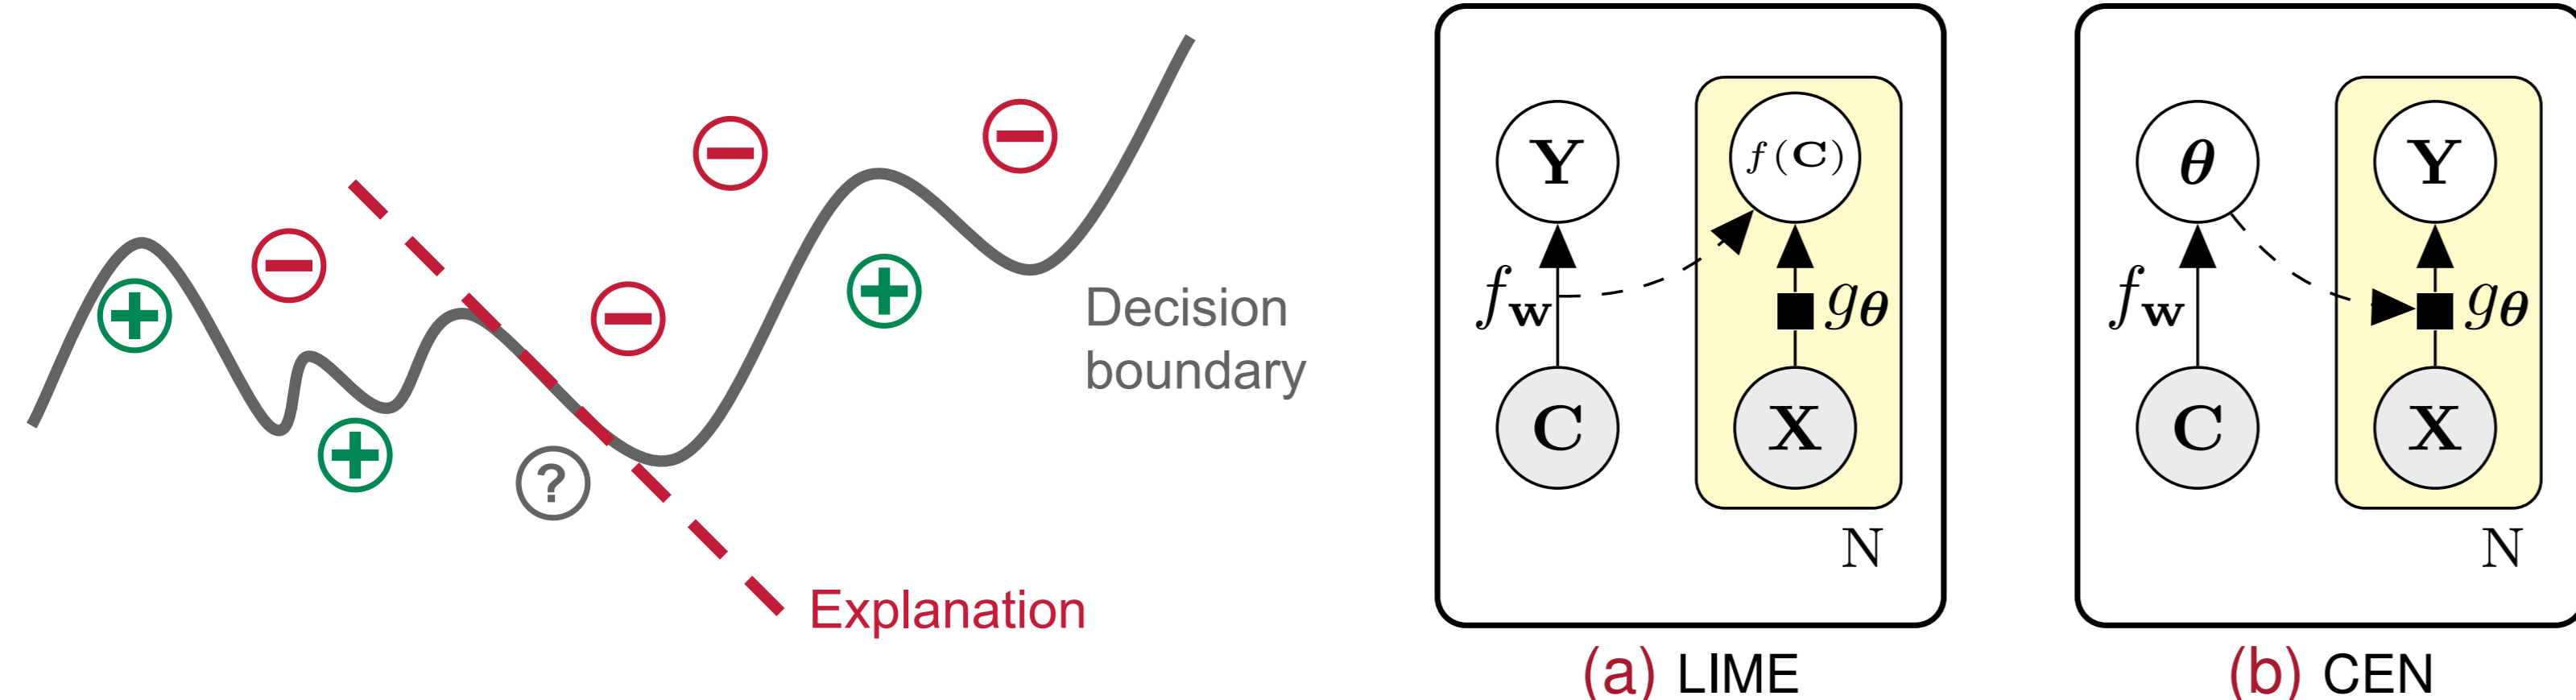 ?
Decision
boundary
Explanation
Y
f(C)
f_w
g_θ
C
X
N
(a) LIME
θ
Y
f_w
g_θ
C
X
N
(b) CEN